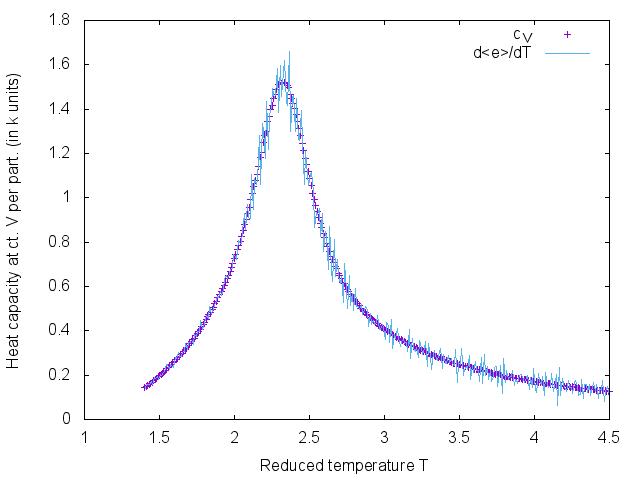 Heat capacity at ct. V per part. (in k units)
1.8
1.6
1.4
1.2
1
0.8
0.6
0.4
0.2
0
cV
d<e>/dT
1 1.5 2 2.5 3 3.5 4 4.5
Reduced temperature T